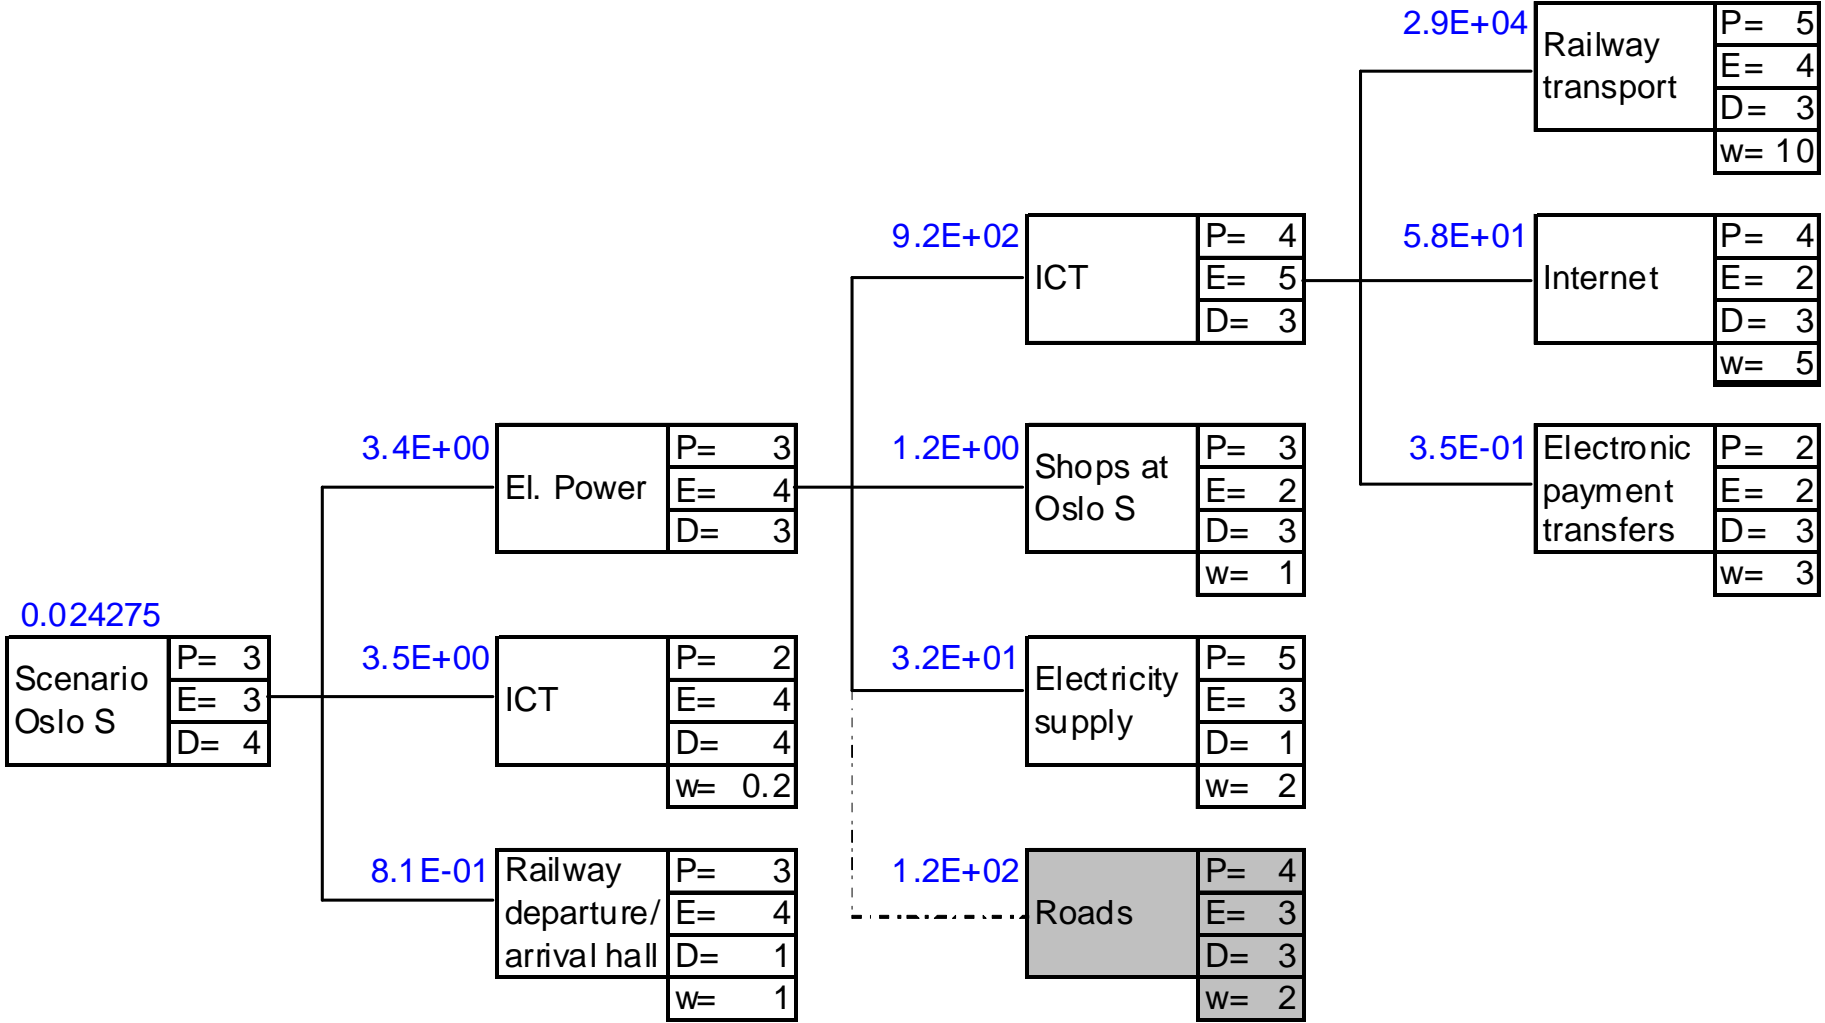 2.9E+04
Railway
transport
P= 5
E= 4
D= 3
w= 10
9.2E+02
ICT
P= 4
E= 5
D= 3
5.8E+01
Internet
P= 4
E= 2
D= 3
w= 5
3.4E+00
El. Power
P= 3
E= 4
D= 3
1.2E+00
Shops at
Oslo S
P= 3
E= 2
D= 3
w= 1
3.5E-01
Electronic
payment
transfers
P= 2
E= 2
D= 3
w= 3
0.024275
Scenario
Oslo S
P= 3
E= 3
D= 4
3.5E+00
ICT
P= 2
E= 4
D= 4
w= 0.2
3.2E+01
Electricity
supply
P= 5
E= 3
D= 1
w= 2
8.1E-01
Railway
departure/
arrival hall
P= 3
E= 4
D= 1
w= 1
1.2E+02
Roads
P= 4
E= 3
D= 3
w= 2